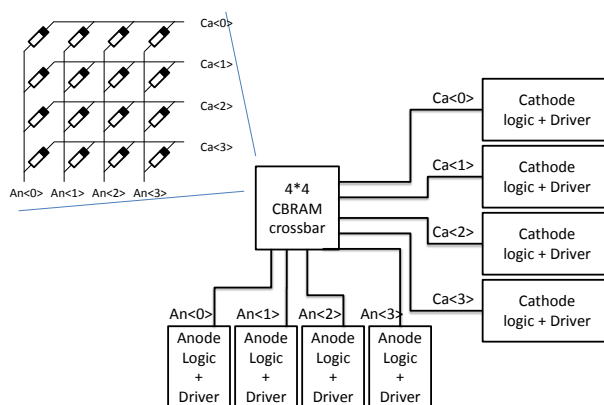 Ca<0>
Ca<1>
Ca<2>
Ca<3>
An<0> An<1> An<2> An<3>
4*4
CBRAM
crossbar
Ca<0>
Cathode
logic + Driver
Ca<1>
Cathode
logic + Driver
Ca<2>
Cathode
logic + Driver
Ca<3>
Cathode
logic + Driver
An<0> An<1> An<2> An<3>
Anode
Logic
+
Driver
Anode
Logic
+
Driver
Anode
Logic
+
Driver
Anode
Logic
+
Driver